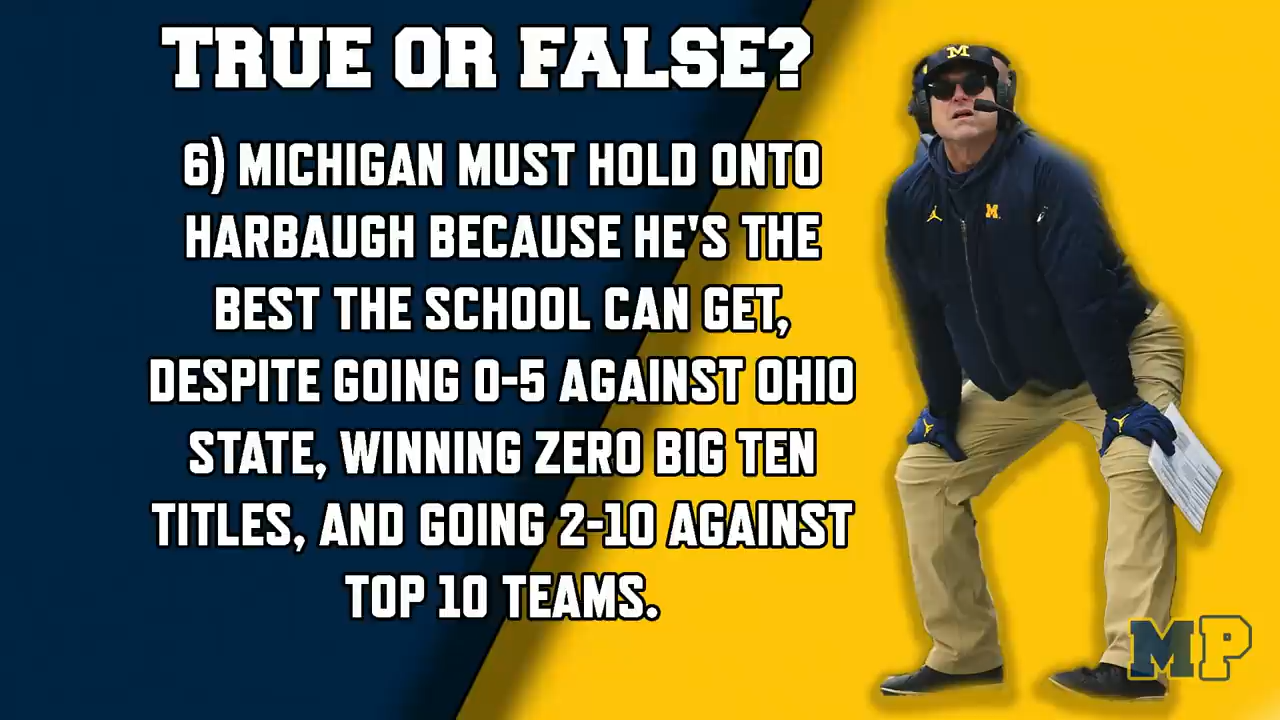 TRUE OR FALSE?
6) MICHIGAN MUST HOLD ONTO
HARBAUGH BECAUSE HE'S THE
BEST THE SCHOOL CAN GET,
DESPITE GOING 0-5 AGAINST OHIO
STATE, WINNING ZERO BIG TEN
TITLES, AND GOING 2-10 AGAINST
TOP 10 TEAMS.
M
M
MP